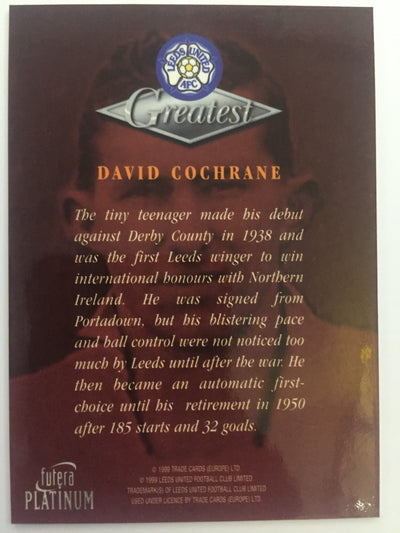 LEEDS UNITED
AFC
Greatest
DAVID COCHRANE
The tiny teenager made his debut
against Derby County in 1938 and
was the first Leeds winger to win
international honours with Northern
Ireland. He was signed from
Portadown, but his blistering pace
and ball control were not noticed too
much by Leeds until after the war. He
then became an automatic first-
choice until his retirement in 1950
after 185 starts and 32 goals.
© 1999 TRADE CARDS (EUROPE) LTD.
© 1999 LEEDS UNITED FOOTBALL CLUB LIMITED
TRADEMARK(S) OF LEEDS UNITED FOOTBALL CLUB LIMITED
USED UNDER LICENCE BY TRADE CARDS (EUROPE) LTD.
futera
PLATINUM